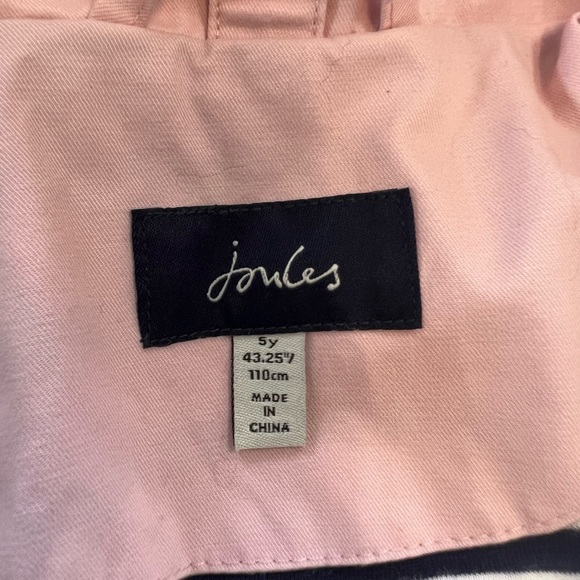 joules
5y
43.25"/
110cm
MADE
IN
CHINA